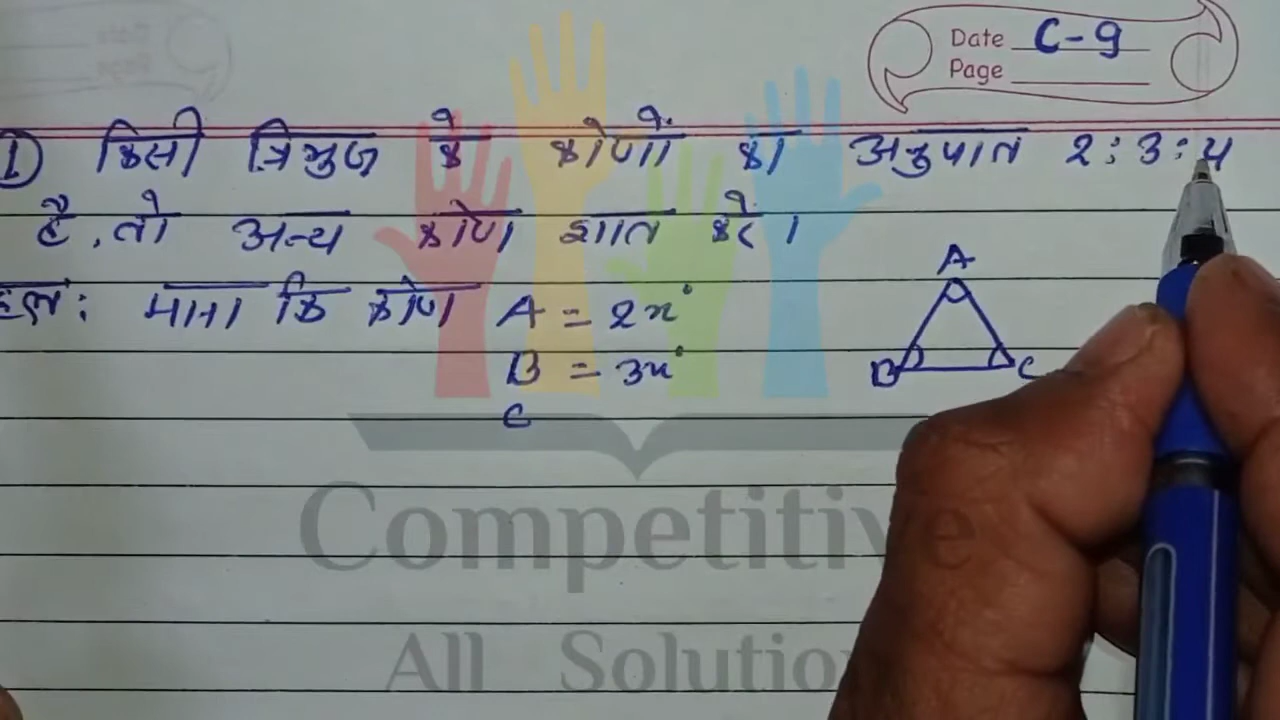 Date C-9
Page
1) किसी त्रिभुज के कोणों का अनुपात 2:3:4
है, तो अन्य कोण ज्ञात करें।
हल: माना कि कोण A = 2x°
B = 3x°
C
A
B C
Competitive
All Solution